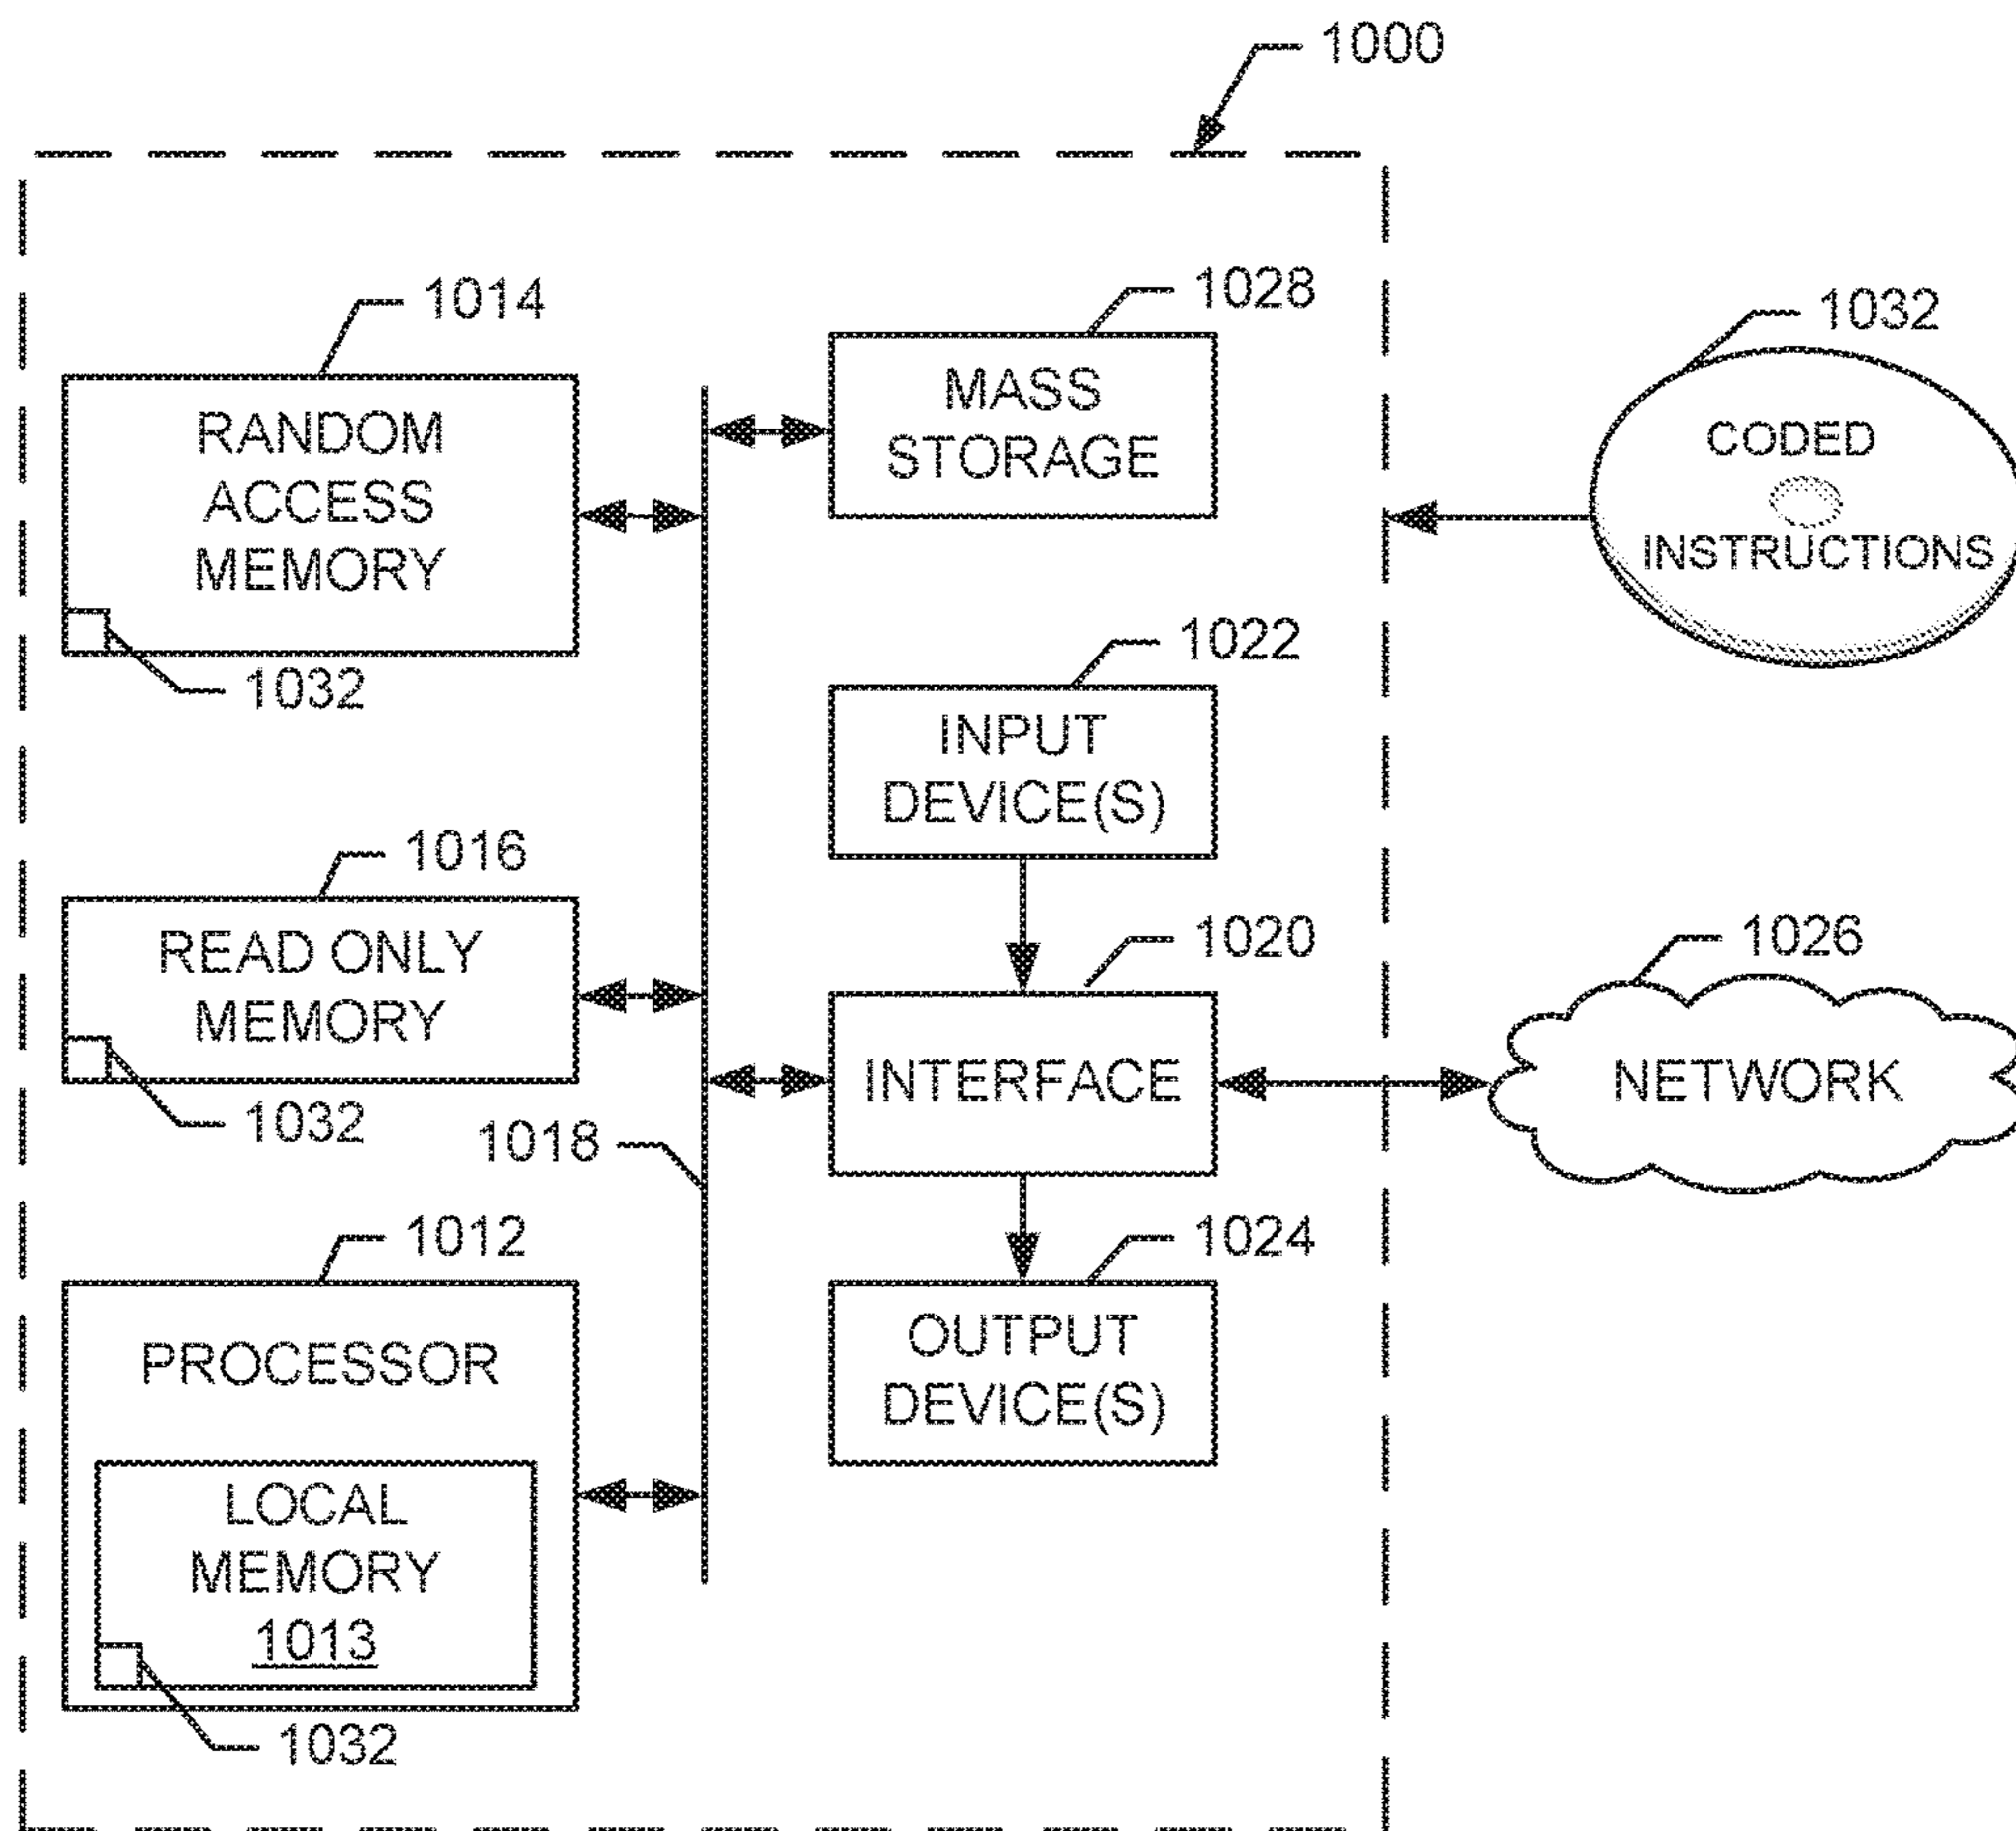 1000
1014
RANDOM
ACCESS
MEMORY
1032
1028
MASS
STORAGE
1032
CODED
INSTRUCTIONS
1022
INPUT
DEVICE(S)
1016
READ ONLY
MEMORY
1032
1018
1020
INTERFACE
1026
NETWORK
1012
PROCESSOR
LOCAL
MEMORY
1013
1032
1024
OUTPUT
DEVICE(S)